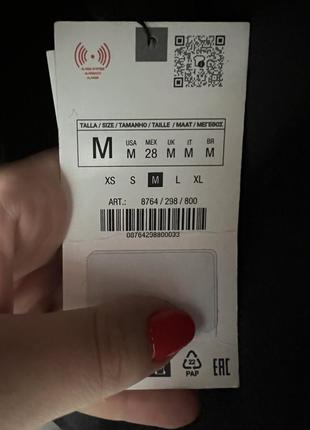 TALLA / SIZE / TAMANHO / TAILLE / MAAT / ΜΕΓΕΘΟΣ
M USA MEX UK IT BR
M 28 M M M
XS S M L XL
ART.: 8764 / 298 / 800
08764298800033
22
PAP
EAC